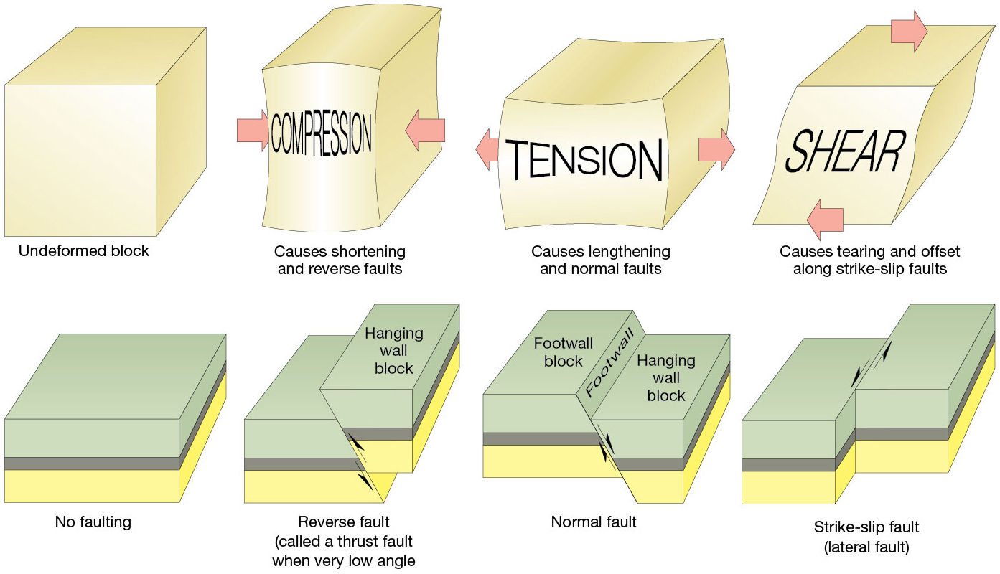 COMPRESSION
TENSION
SHEAR
Undeformed block
Causes shortening
and reverse faults
Causes lengthening
and normal faults
Causes tearing and offset
along strike-slip faults
Hanging
wall
block
Footwall
block
Footwall
Hanging
wall
block
No faulting
Reverse fault
(called a thrust fault
when very low angle
Normal fault
Strike-slip fault
(lateral fault)